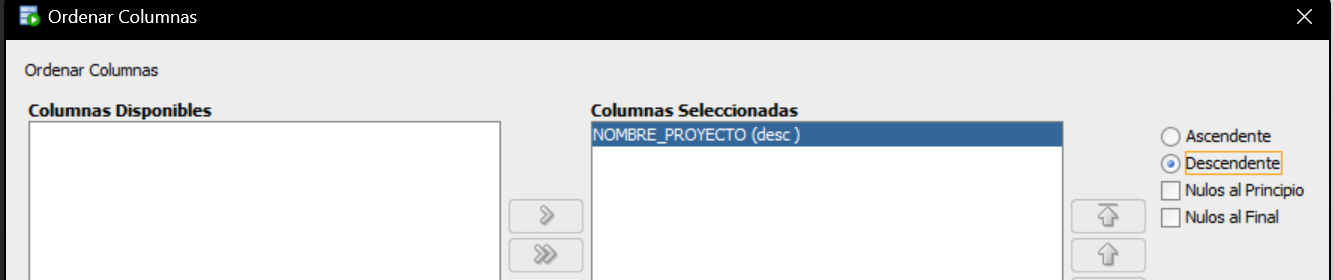 Ordenar Columnas
Ordenar Columnas
Columnas Disponibles
Columnas Seleccionadas
NOMBRE_PROYECTO (desc )
Ascendente
Descendente
Nulos al Principio
Nulos al Final